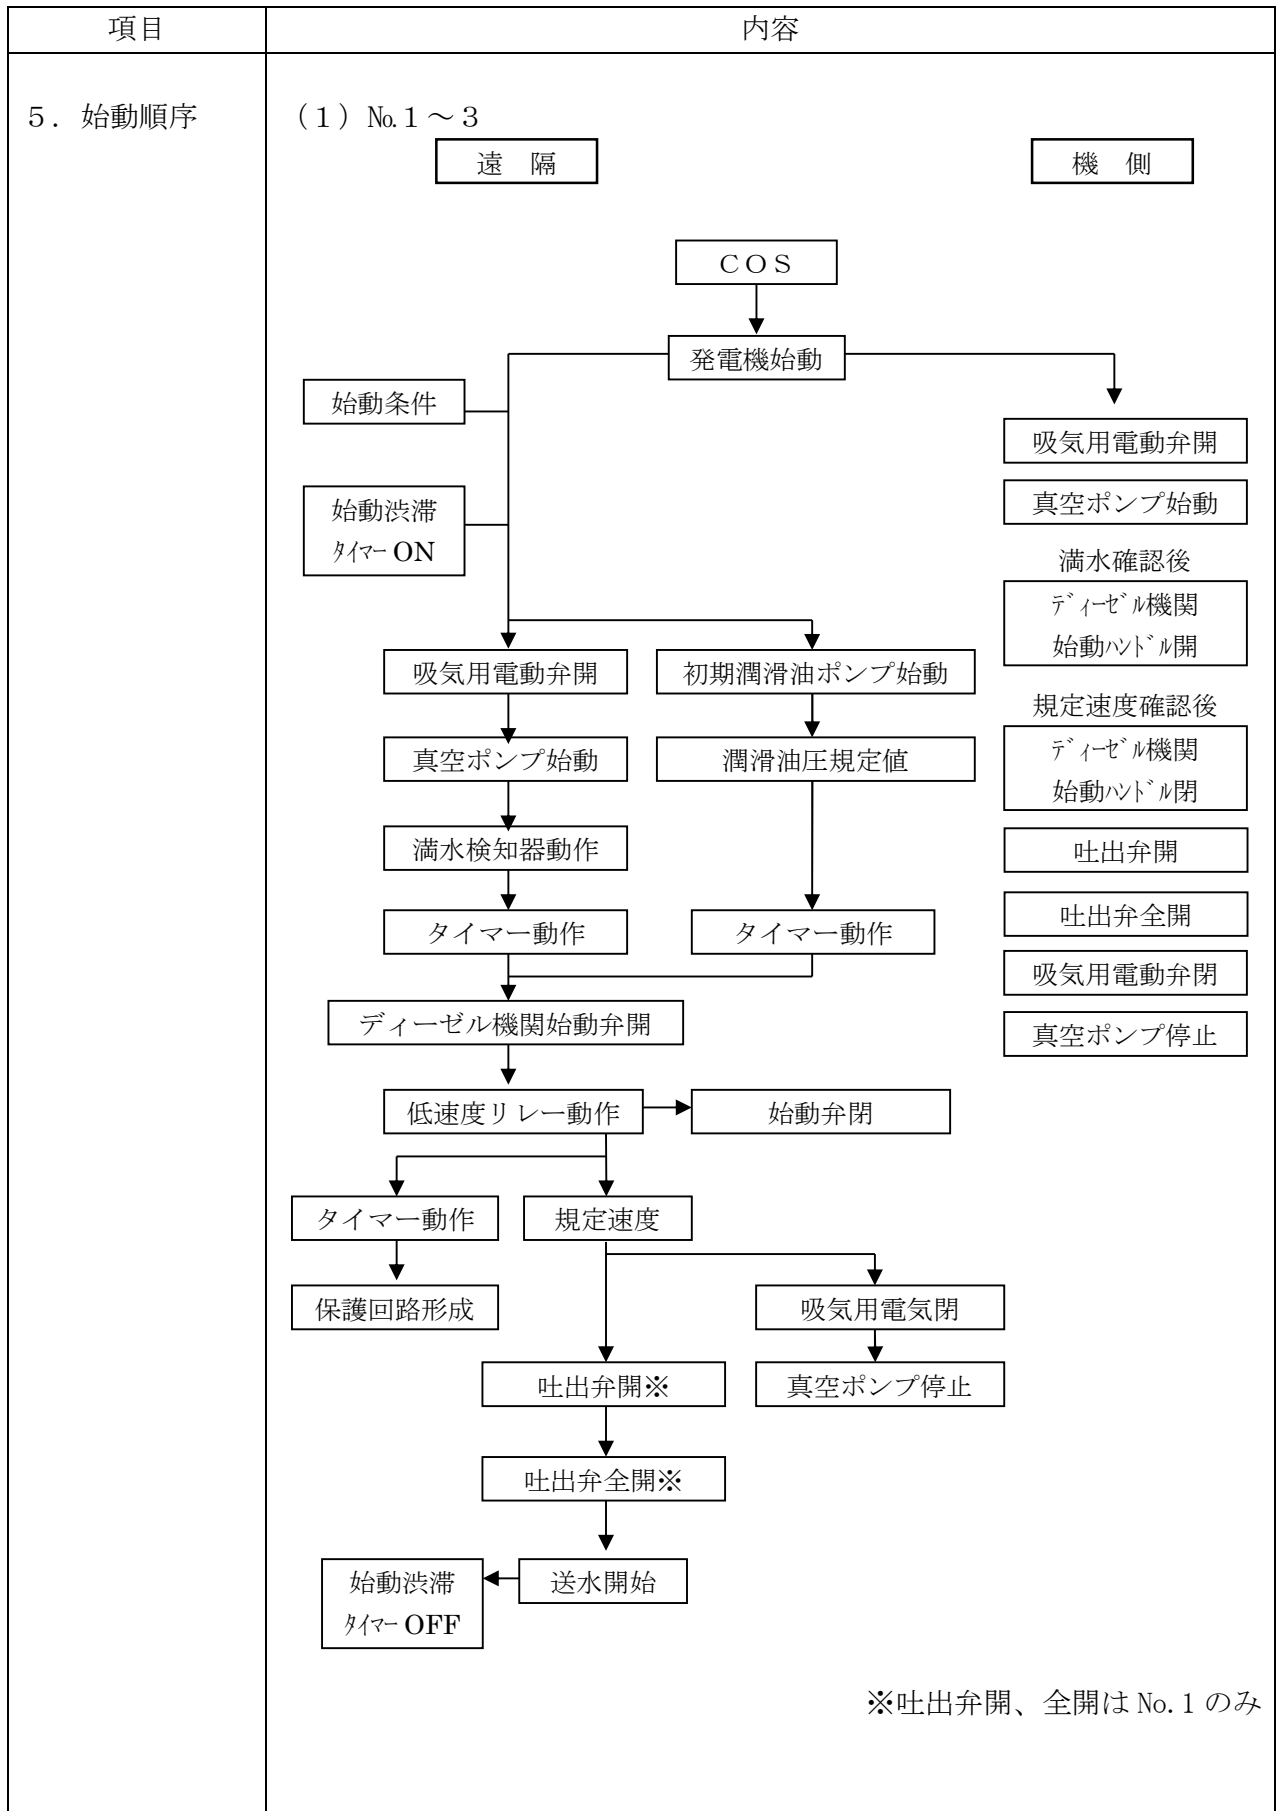 項目
内容
５．始動順序
（１）№１～３
遠　隔
機　側
ＣＯＳ
発電機始動
始動条件
吸気用電動弁開
始動渋滞
ﾀｲﾏｰ ON
真空ポンプ始動
満水確認後
ﾃﾞｨｰｾﾞﾙ機関
始動ﾊﾝﾄﾞﾙ開
吸気用電動弁開
初期潤滑油ポンプ始動
規定速度確認後
真空ポンプ始動
潤滑油圧規定値
ﾃﾞｨｰｾﾞﾙ機関
始動ﾊﾝﾄﾞﾙ閉
満水検知器動作
吐出弁開
タイマー動作
タイマー動作
吐出弁全開
吸気用電動弁閉
ディーゼル機関始動弁開
真空ポンプ停止
低速度リレー動作
始動弁閉
タイマー動作
規定速度
保護回路形成
吸気用電気閉
吐出弁開※
真空ポンプ停止
吐出弁全開※
始動渋滞
ﾀｲﾏｰ OFF
送水開始
※吐出弁開、全開は No.1 のみ